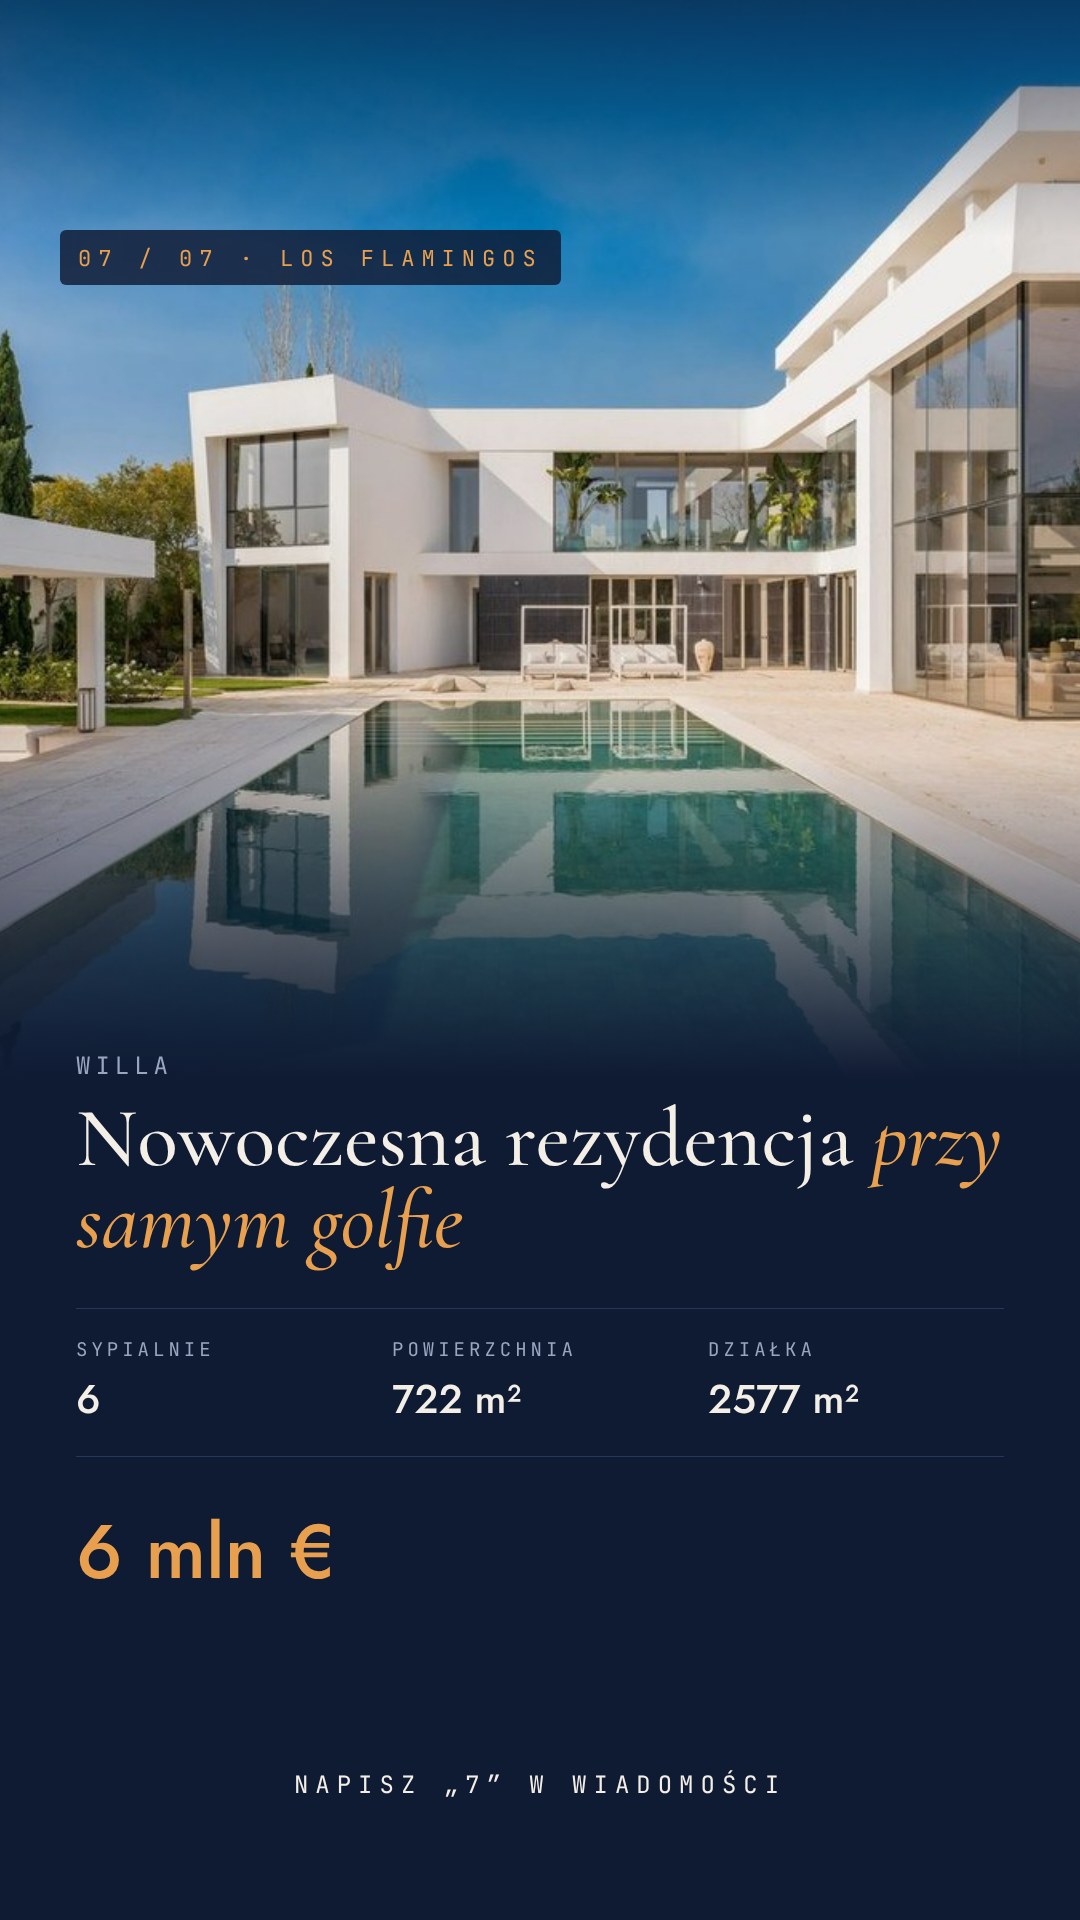 07 / 07 · LOS FLAMINGOS
WILLA
Nowoczesna rezydencja przy
samym golfie
SYPIALNIE POWIERZCHNIA DZIAŁKA
6 722 m² 2577 m²
6 mln €
NAPISZ „7” W WIADOMOŚCI